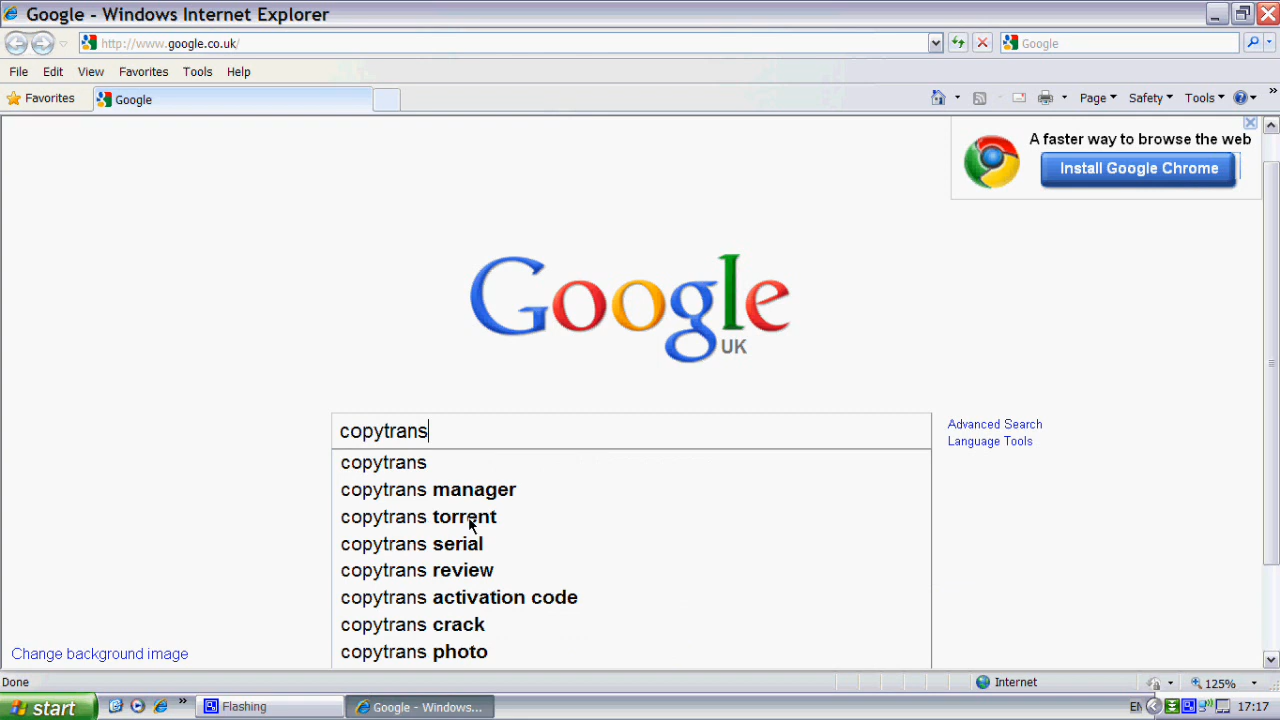 Google - Windows Internet Explorer
http://www.google.co.uk/
Google
File Edit View Favorites Tools Help
Favorites
Google
Page Safety Tools
A faster way to browse the web
Install Google Chrome
Google
UK
copytrans
Advanced Search
Language Tools
copytrans
copytrans manager
copytrans torrent
copytrans serial
copytrans review
copytrans activation code
copytrans crack
copytrans photo
Change background image
Done
Internet
125%
start
Flashing
Google - Windows...
EN
17:17